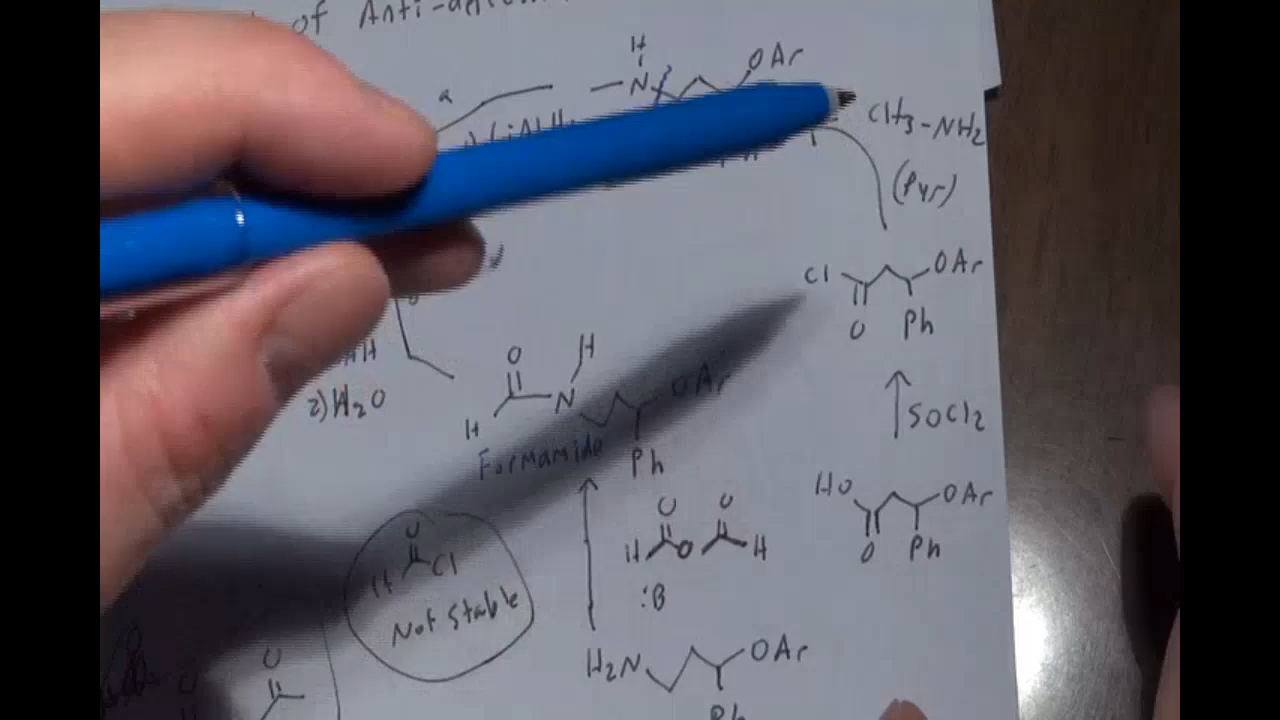 of Anti-
H
N
OAr
a
CH3-NH2
(Pyr)
Cl
OAr
O
Ph
O
H
N
OAr
H
2) H2O
Formamide
Ph
SOCl2
HO
OAr
O
Ph
O
O
H
O
H
:B
O
H
Cl
Not Stable
H2N
OAr
Ph
O